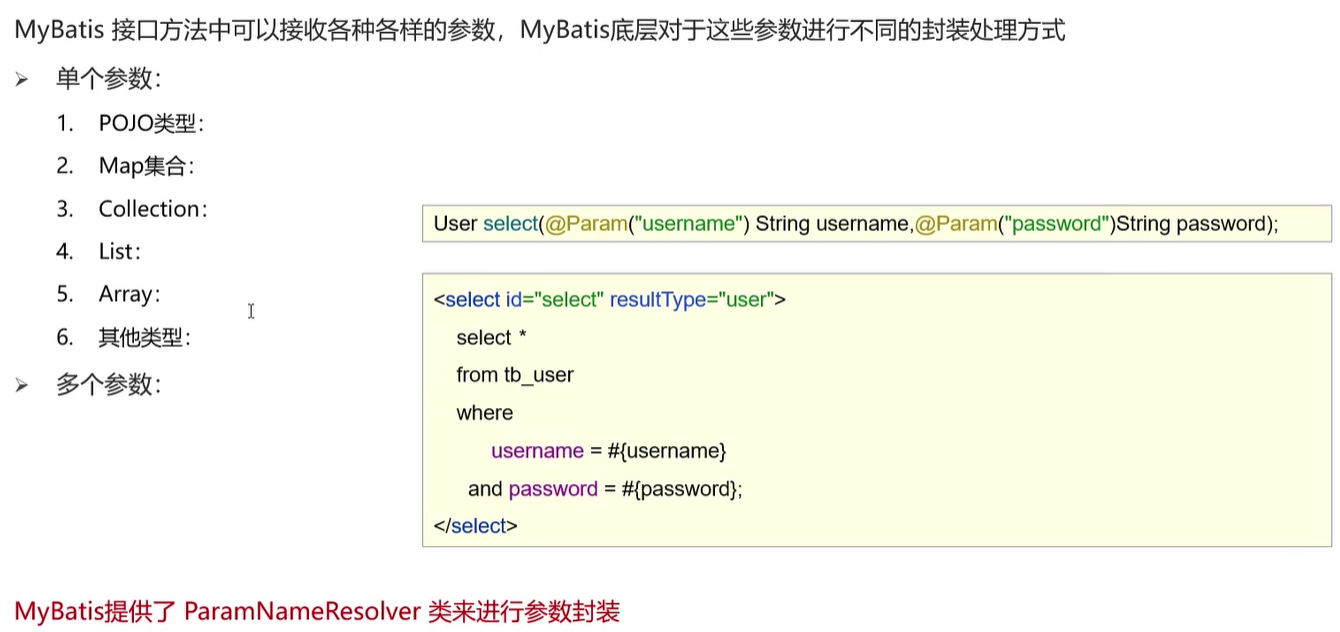 MyBatis 接口方法中可以接收各种各样的参数，MyBatis底层对于这些参数进行不同的封装处理方式
➢ 单个参数：
1. POJO类型：
2. Map集合：
3. Collection：
4. List：
5. Array：
6. 其他类型：
➢ 多个参数：
User select(@Param("username") String username,@Param("password")String password);
<select id="select" resultType="user">
select *
from tb_user
where
username = #{username}
and password = #{password};
</select>
MyBatis提供了 ParamNameResolver 类来进行参数封装